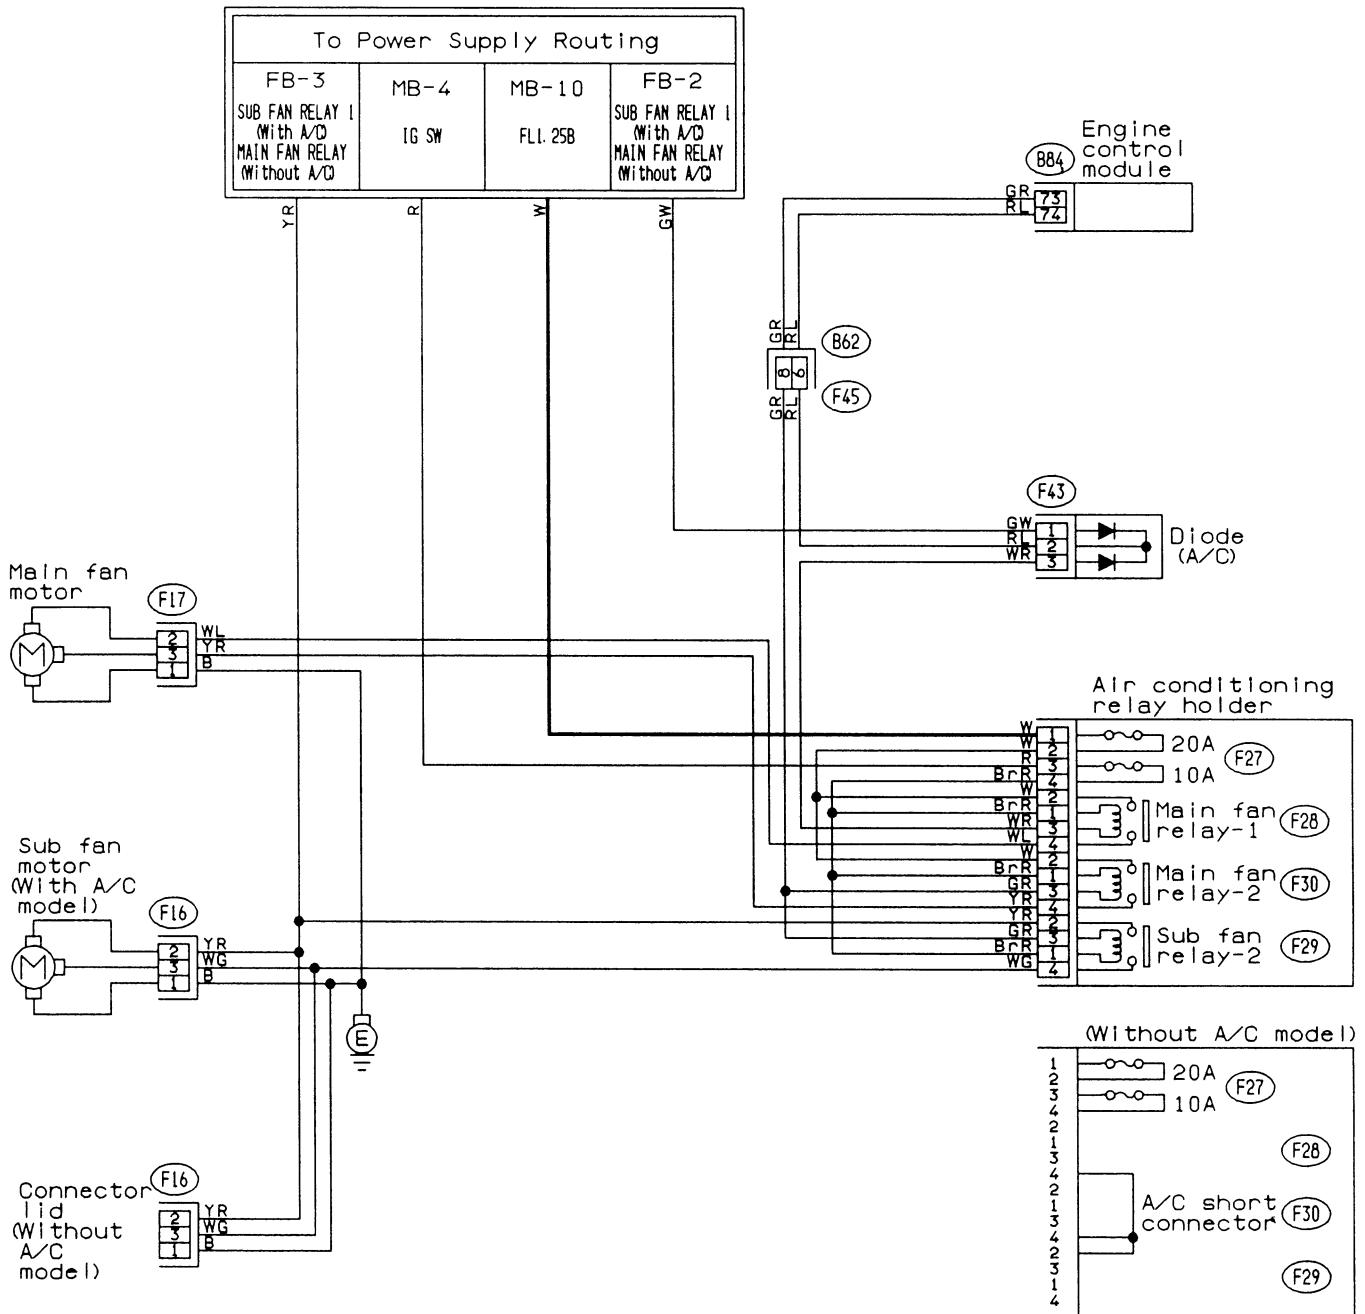 To Power Supply Routing
FB-3
SUB FAN RELAY 1
(With A/C)
MAIN FAN RELAY
(Without A/C)
MB-4
IG SW
MB-10
FL1. 25B
FB-2
SUB FAN RELAY 1
(With A/C)
MAIN FAN RELAY
(Without A/C)
YR
R
W
GW
B84
Engine
control
module
GR
RL
73
74
GR
RL
B62
8
6
F45
GR
RL
F43
GW
RL
WR
1
2
3
Diode
(A/C)
Main fan
motor
M
F17
2
3
1
WL
YR
B
Air conditioning
relay holder
W
W
R
BrR
W
BrR
WR
WL
W
BrR
GR
YR
YR
GR
BrR
WG
1
2
3
4
2
1
3
4
2
1
3
4
2
3
1
4
20A
10A
F27
Main fan
relay-1
F28
Main fan
relay-2
F30
Sub fan
relay-2
F29
Sub fan
motor
(With A/C
model)
M
F16
2
3
1
YR
WG
B
E
(Without A/C model)
1
2
3
4
2
1
3
4
2
1
3
4
2
3
1
4
20A
10A
F27
F28
A/C short
connector
F30
F29
Connector
lid
(Without
A/C
model)
F16
2
3
1
YR
WG
B